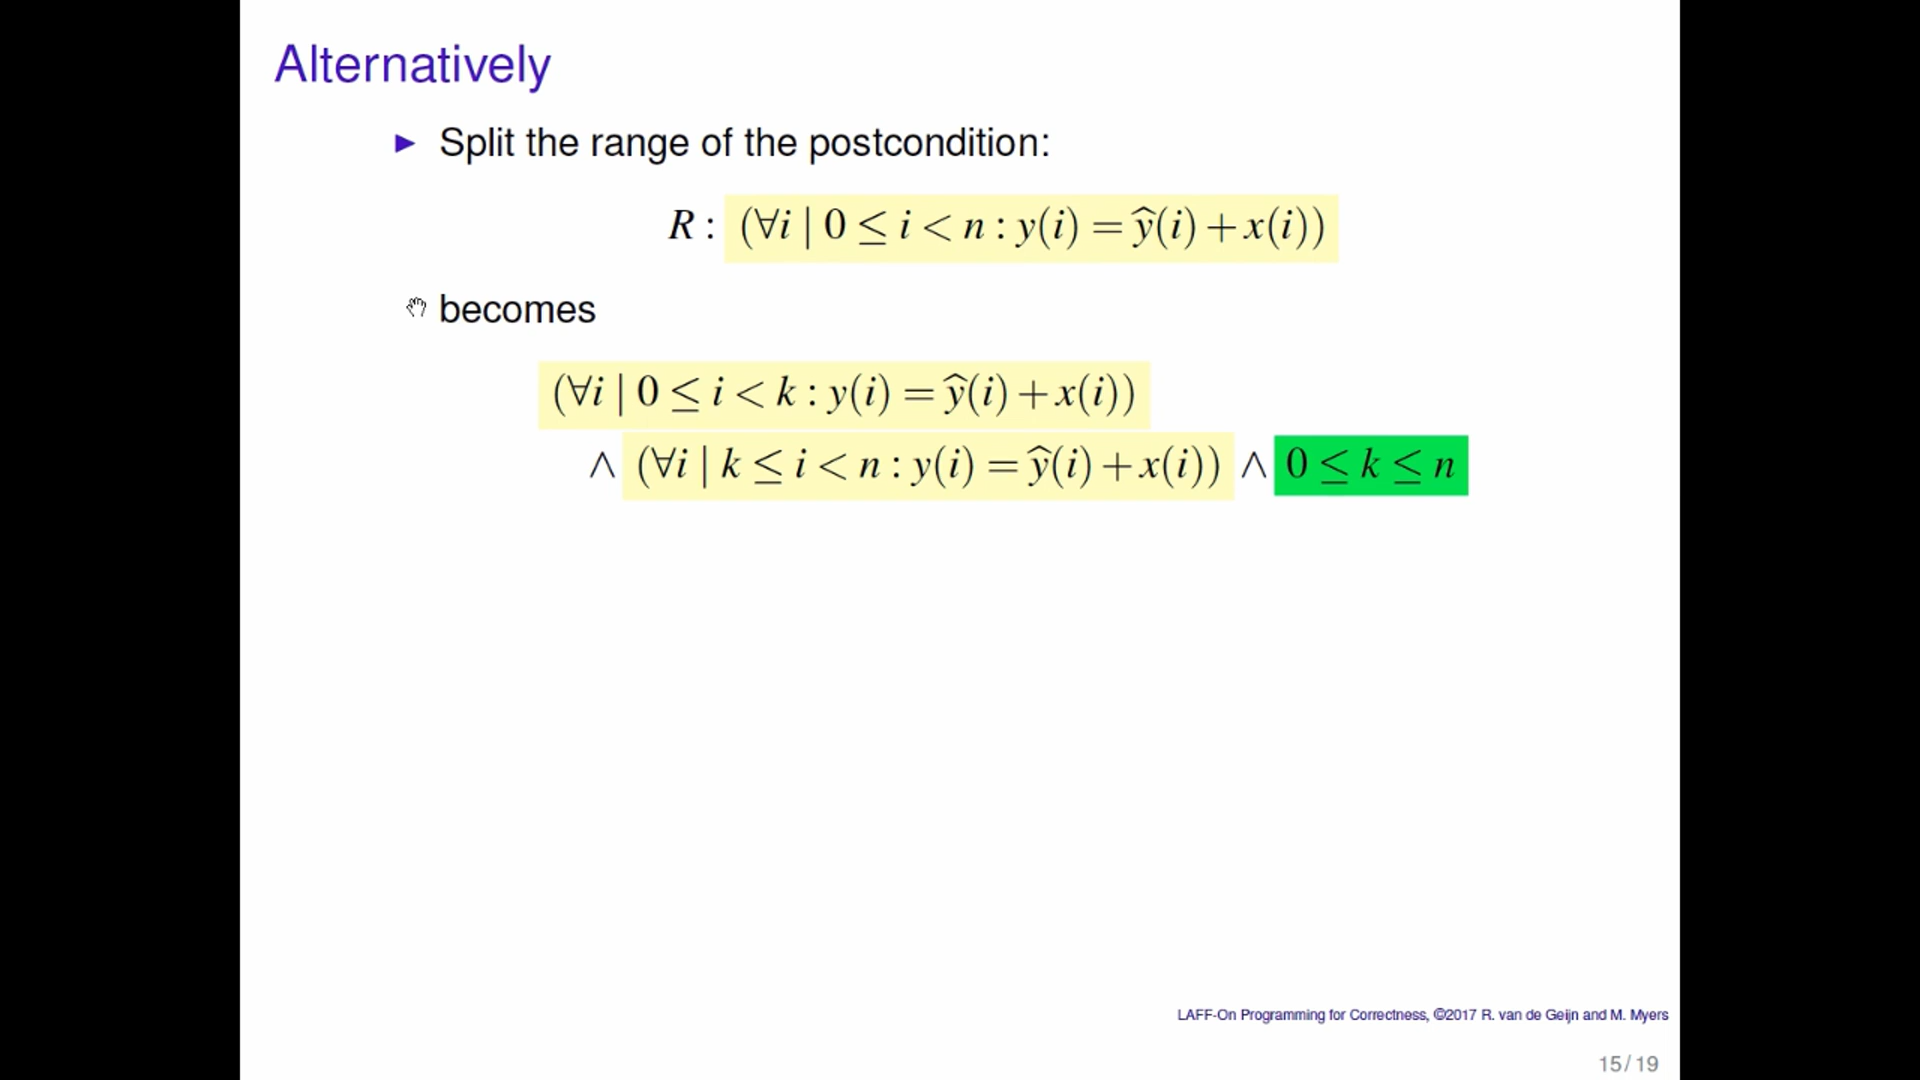 Alternatively
▶ Split the range of the postcondition:
R : (∀i | 0 ≤ i < n : y(i) = ŷ(i) + x(i))
becomes
(∀i | 0 ≤ i < k : y(i) = ŷ(i) + x(i))
∧ (∀i | k ≤ i < n : y(i) = ŷ(i) + x(i)) ∧ 0 ≤ k ≤ n
LAFF-On Programming for Correctness, ©2017 R. van de Geijn and M. Myers
15/19